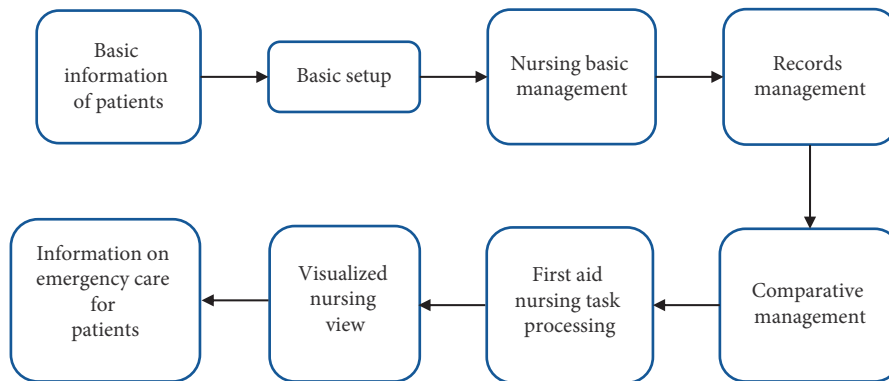 Basic
information
of patients
Basic setup
Nursing basic
management
Records
management
Information on
emergency care
for
patients
Visualized
nursing
view
First aid
nursing task
processing
Comparative
management